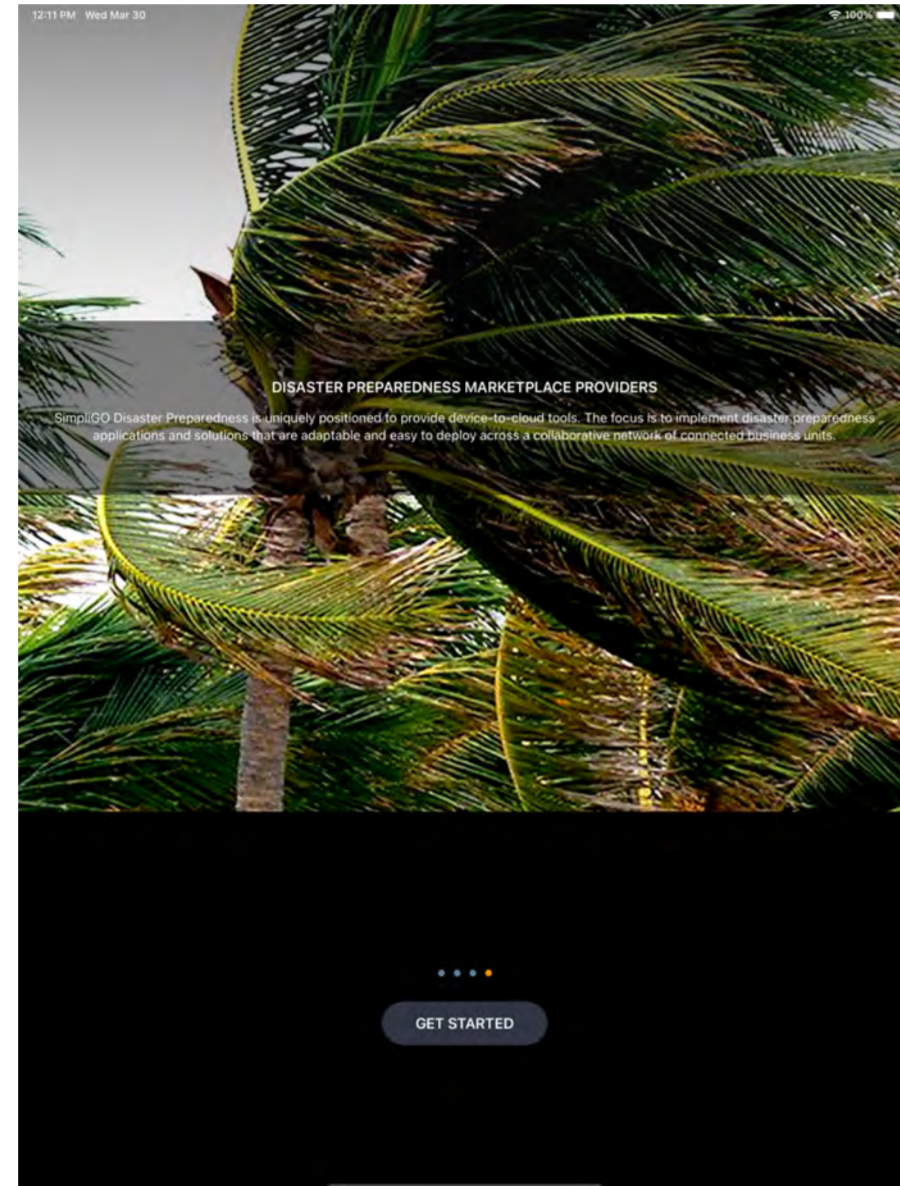 12:11 PM Wed Mar 30
100%
DISASTER PREPAREDNESS MARKETPLACE PROVIDERS
SimpliGO Disaster Preparedness is uniquely positioned to provide device-to-cloud tools. The focus is to implement disaster preparedness
applications and solutions that are adaptable and easy to deploy across a collaborative network of connected business units.
GET STARTED